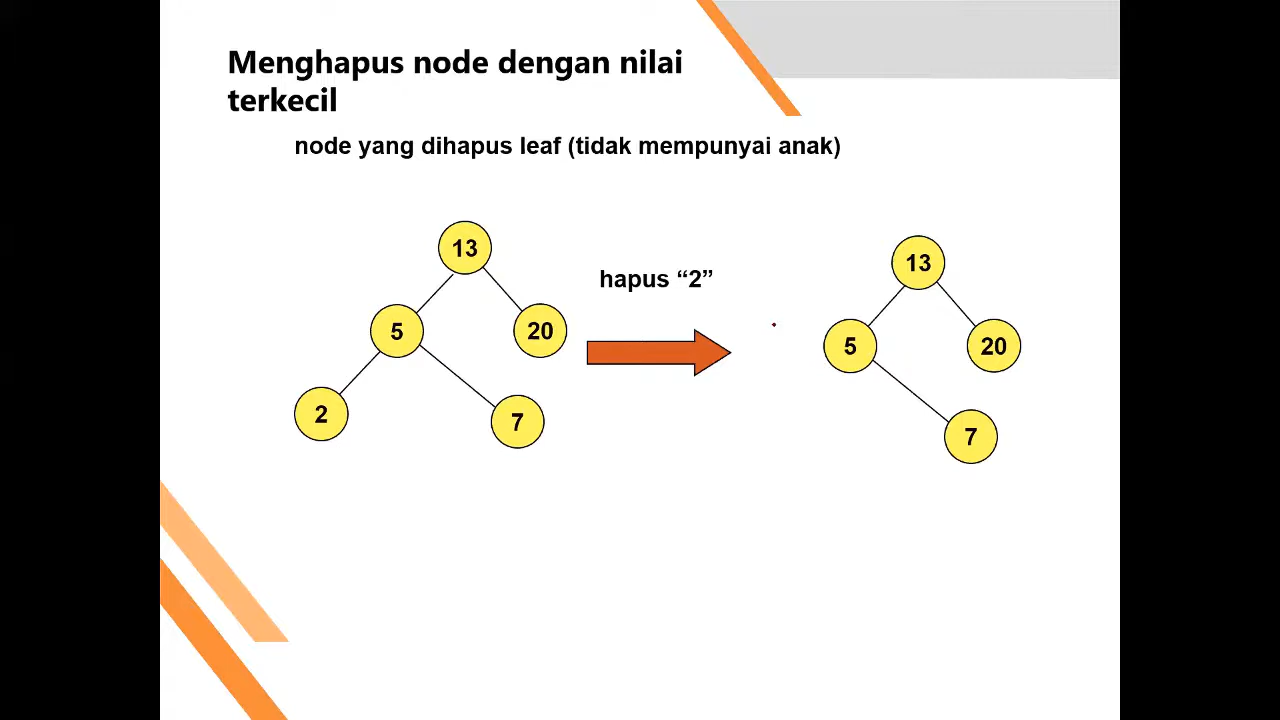 Menghapus node dengan nilai
terkecil
node yang dihapus leaf (tidak mempunyai anak)
13
5
20
2
7
hapus “2”
13
5
20
7